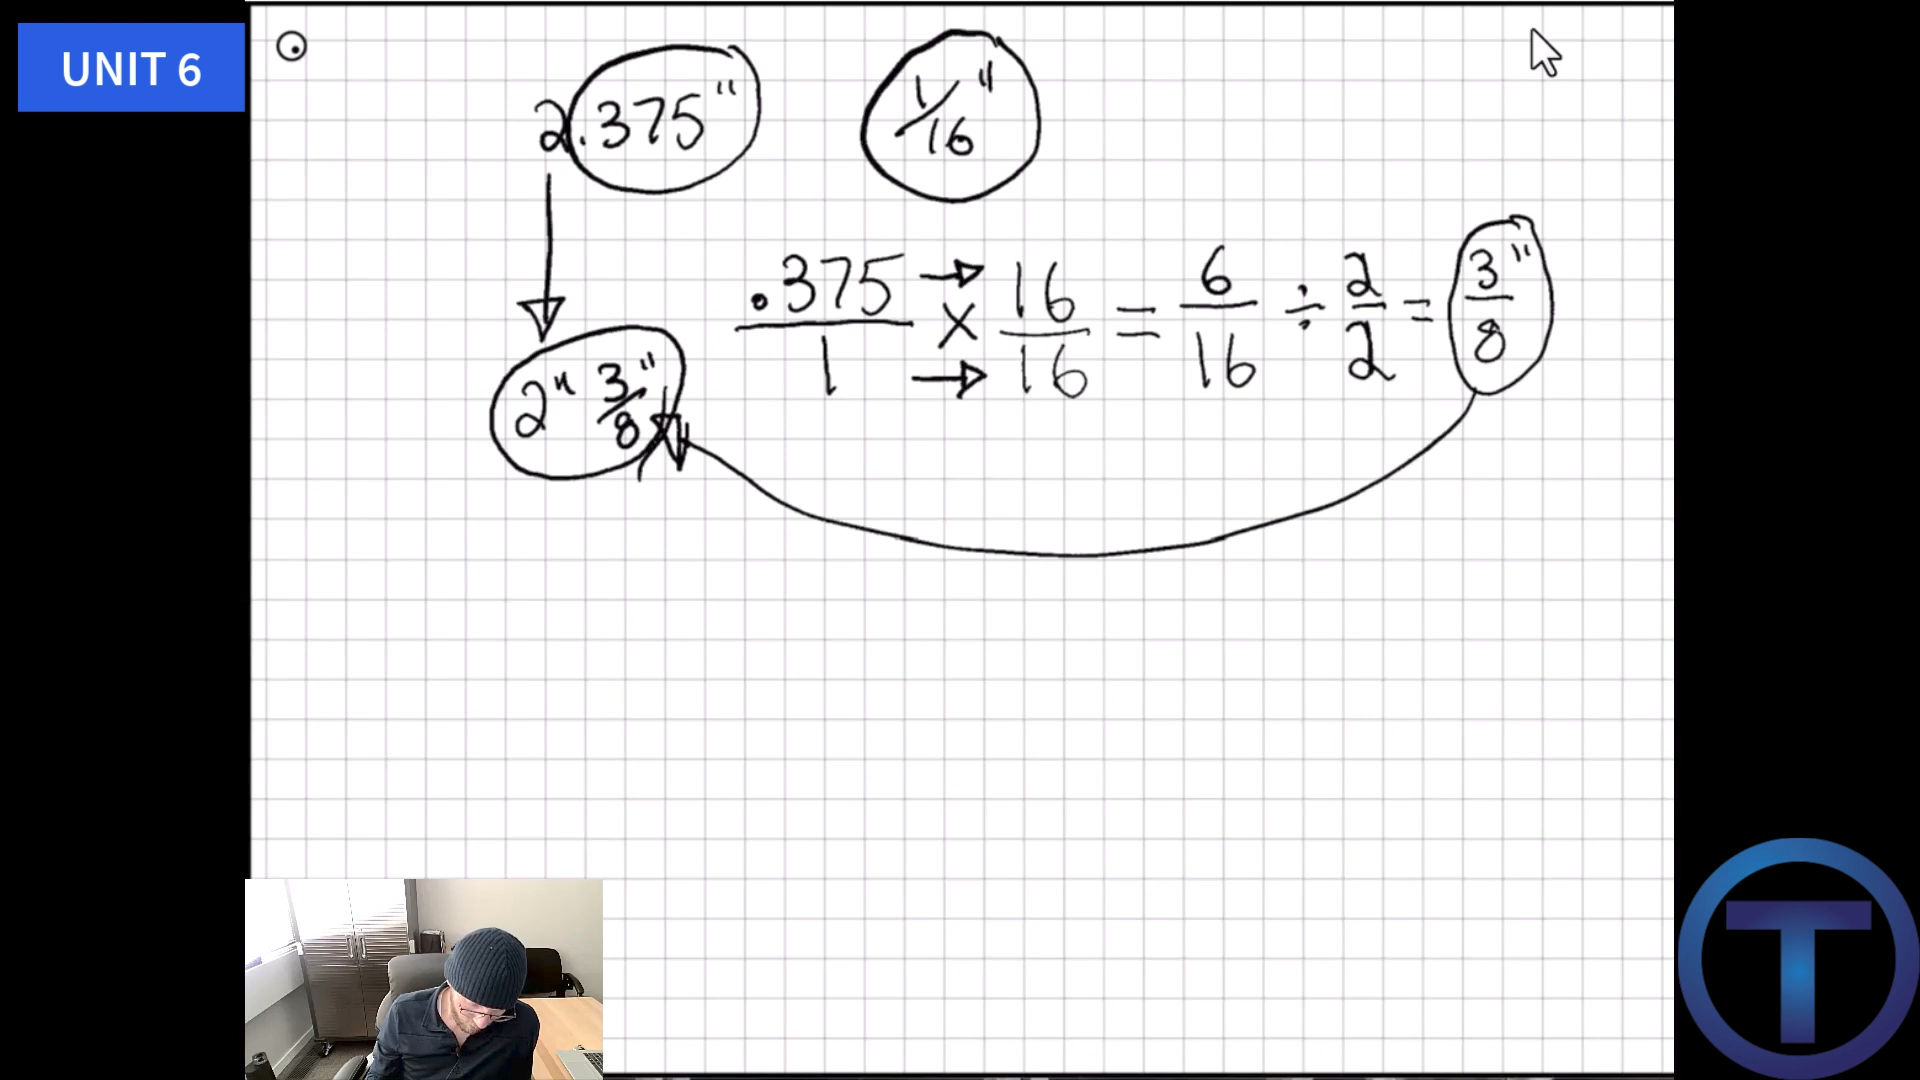 UNIT 6
2.375" 1/16"
.375/1 → × → 16/16 = 6/16 ÷ 2/2 = 3/8"
2" 3/8"
T